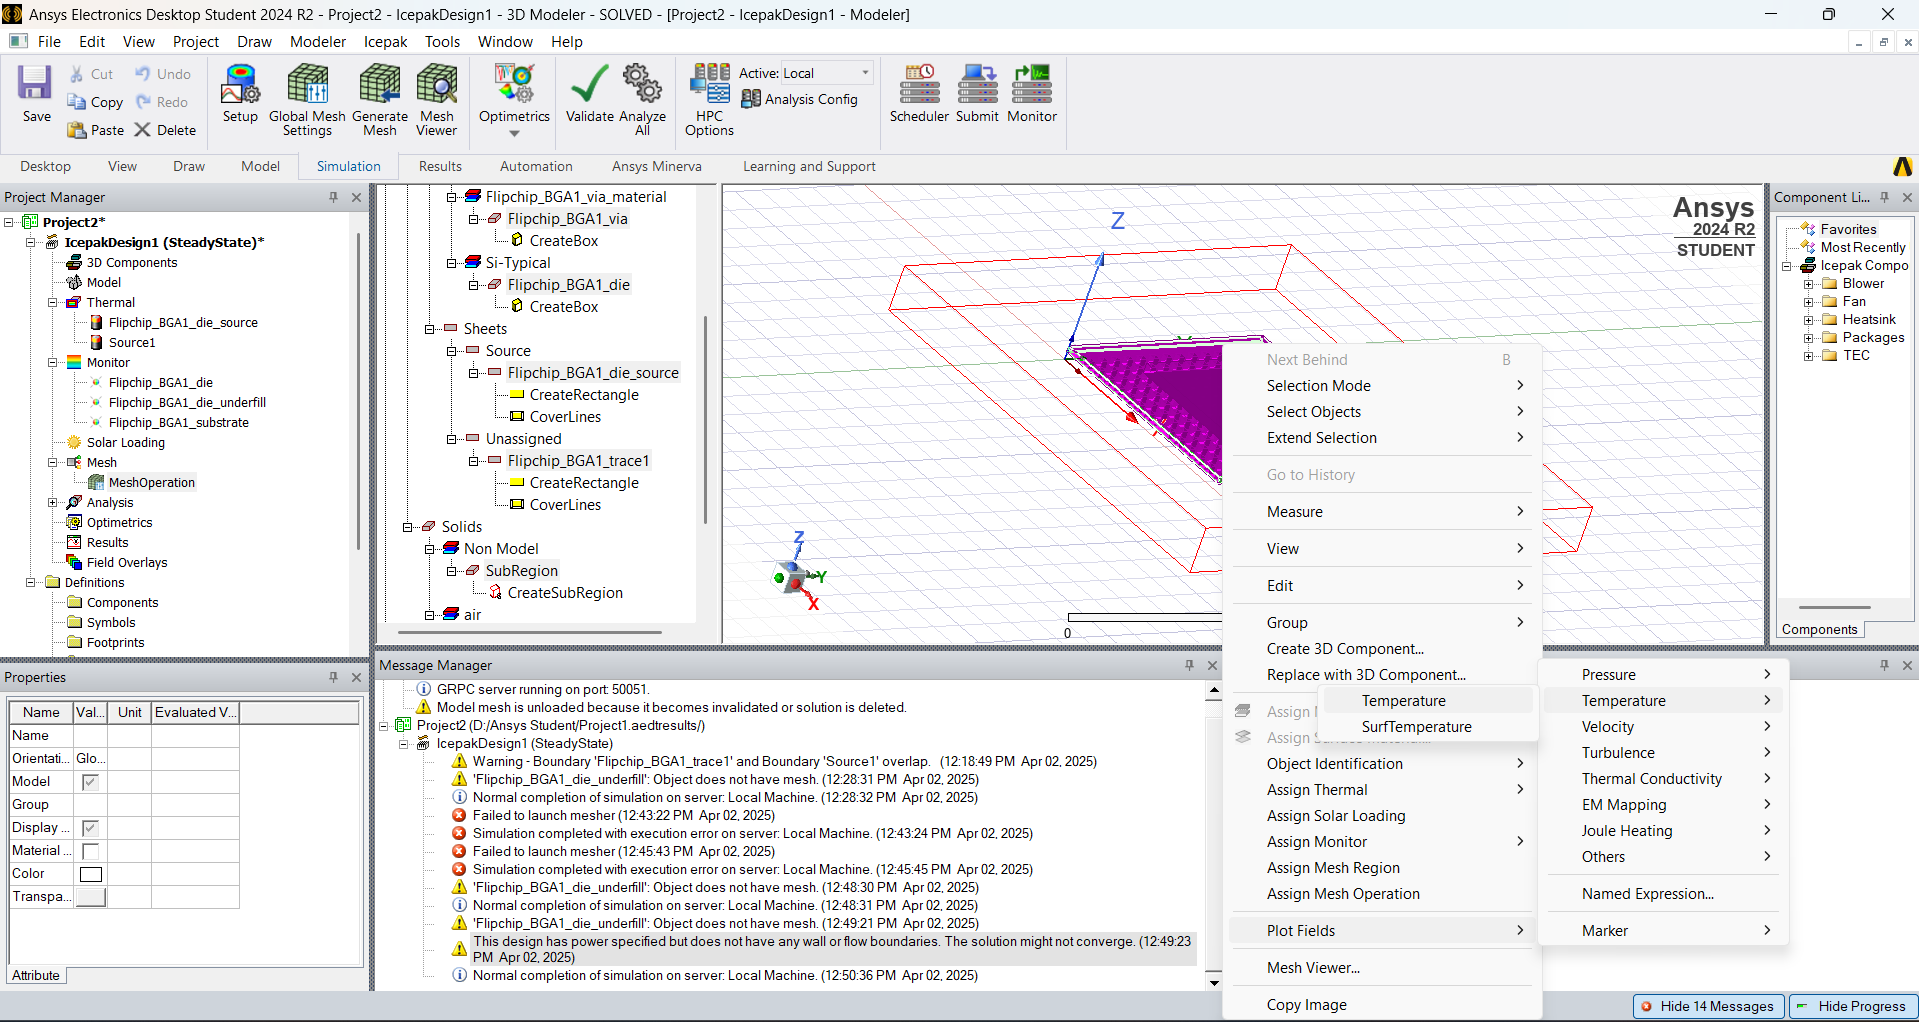 Ansys Electronics Desktop Student 2024 R2 - Project2 - IcepakDesign1 - 3D Modeler - SOLVED - [Project2 - IcepakDesign1 - Modeler]
File Edit View Project Draw Modeler Icepak Tools Window Help
Save
Cut
Copy
Paste
Undo
Redo
Delete
Setup
Global Mesh Settings
Generate Mesh
Mesh Viewer
Optimetrics
Validate
Analyze All
HPC Options
Active: Local
Analysis Config
Scheduler
Submit
Monitor
Desktop View Draw Model Simulation Results Automation Ansys Minerva Learning and Support
Project Manager
Project2*
IcepakDesign1 (SteadyState)*
3D Components
Model
Thermal
Flipchip_BGA1_die_source
Source1
Monitor
Flipchip_BGA1_die
Flipchip_BGA1_die_underfill
Flipchip_BGA1_substrate
Solar Loading
Mesh
MeshOperation
Analysis
Optimetrics
Results
Field Overlays
Definitions
Components
Symbols
Footprints
Properties
Name Val... Unit Evaluated V...
Name
Orientati... Glo...
Model
Group
Display ...
Material ...
Color
Transpa...
Attribute
Flipchip_BGA1_via_material
Flipchip_BGA1_via
CreateBox
Si-Typical
Flipchip_BGA1_die
CreateBox
Sheets
Source
Flipchip_BGA1_die_source
CreateRectangle
CoverLines
Unassigned
Flipchip_BGA1_trace1
CreateRectangle
CoverLines
Solids
Non Model
SubRegion
CreateSubRegion
air
Z
Z
Y
X
0
Ansys
2024 R2
STUDENT
Component Li...
Favorites
Most Recently
Icepak Compo
Blower
Fan
Heatsink
Packages
TEC
Components
Message Manager
GRPC server running on port 50051.
Model mesh is unloaded because it becomes invalidated or solution is deleted.
Project2 (D:/Ansys Student/Project1.aedtresults/)
IcepakDesign1 (SteadyState)
Warning - Boundary 'Flipchip_BGA1_trace1' and Boundary 'Source1' overlap. (12:18:49 PM Apr 02, 2025)
'Flipchip_BGA1_die_underfill': Object does not have mesh. (12:28:31 PM Apr 02, 2025)
Normal completion of simulation on server: Local Machine. (12:28:32 PM Apr 02, 2025)
Failed to launch mesher (12:43:22 PM Apr 02, 2025)
Simulation completed with execution error on server: Local Machine. (12:43:24 PM Apr 02, 2025)
Failed to launch mesher (12:45:43 PM Apr 02, 2025)
Simulation completed with execution error on server: Local Machine. (12:45:45 PM Apr 02, 2025)
'Flipchip_BGA1_die_underfill': Object does not have mesh. (12:48:30 PM Apr 02, 2025)
Normal completion of simulation on server: Local Machine. (12:48:31 PM Apr 02, 2025)
'Flipchip_BGA1_die_underfill': Object does not have mesh. (12:49:21 PM Apr 02, 2025)
This design has power specified but does not have any wall or flow boundaries. The solution might not converge. (12:49:23
PM Apr 02, 2025)
Normal completion of simulation on server: Local Machine. (12:50:36 PM Apr 02, 2025)
Next Behind B
Selection Mode
Select Objects
Extend Selection
Go to History
Measure
View
Edit
Group
Create 3D Component...
Replace with 3D Component...
Assign
Assign
Object Identification
Assign Thermal
Assign Solar Loading
Assign Monitor
Assign Mesh Region
Assign Mesh Operation
Plot Fields
Mesh Viewer...
Copy Image
Temperature
SurfTemperature
Pressure
Temperature
Velocity
Turbulence
Thermal Conductivity
EM Mapping
Joule Heating
Others
Named Expression...
Marker
Hide 14 Messages
Hide Progress